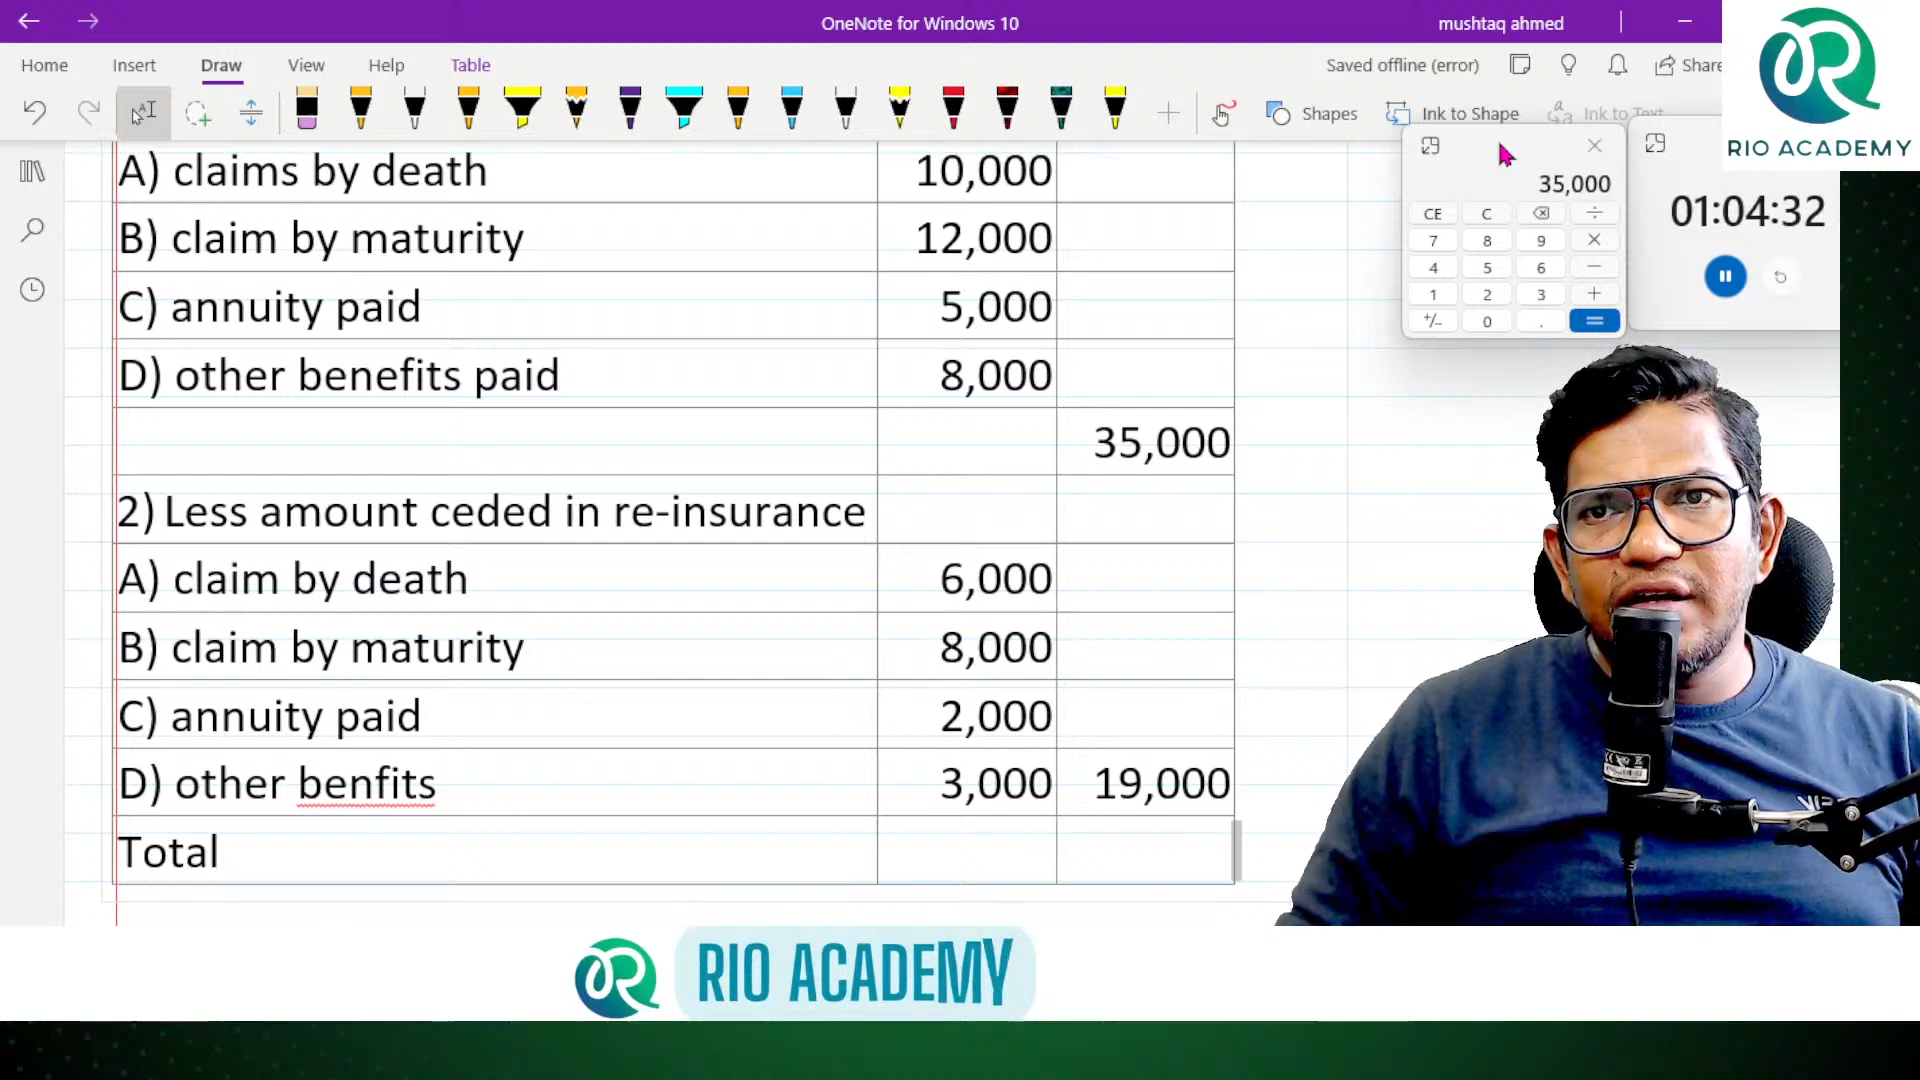 OneNote for Windows 10
mushtaq ahmed
Home Insert Draw View Help Table
Saved offline (error)
Share
Shapes
Ink to Shape
Ink to Text
RIO ACADEMY
A) claims by death 10,000
B) claim by maturity 12,000
C) annuity paid 5,000
D) other benefits paid 8,000
35,000
2) Less amount ceded in re-insurance
A) claim by death 6,000
B) claim by maturity 8,000
C) annuity paid 2,000
D) other benfits 3,000 19,000
Total
35,000
CE C ÷
7 8 9 ×
4 5 6 −
1 2 3 +
+/− 0 . =
01:04:32
RIO ACADEMY